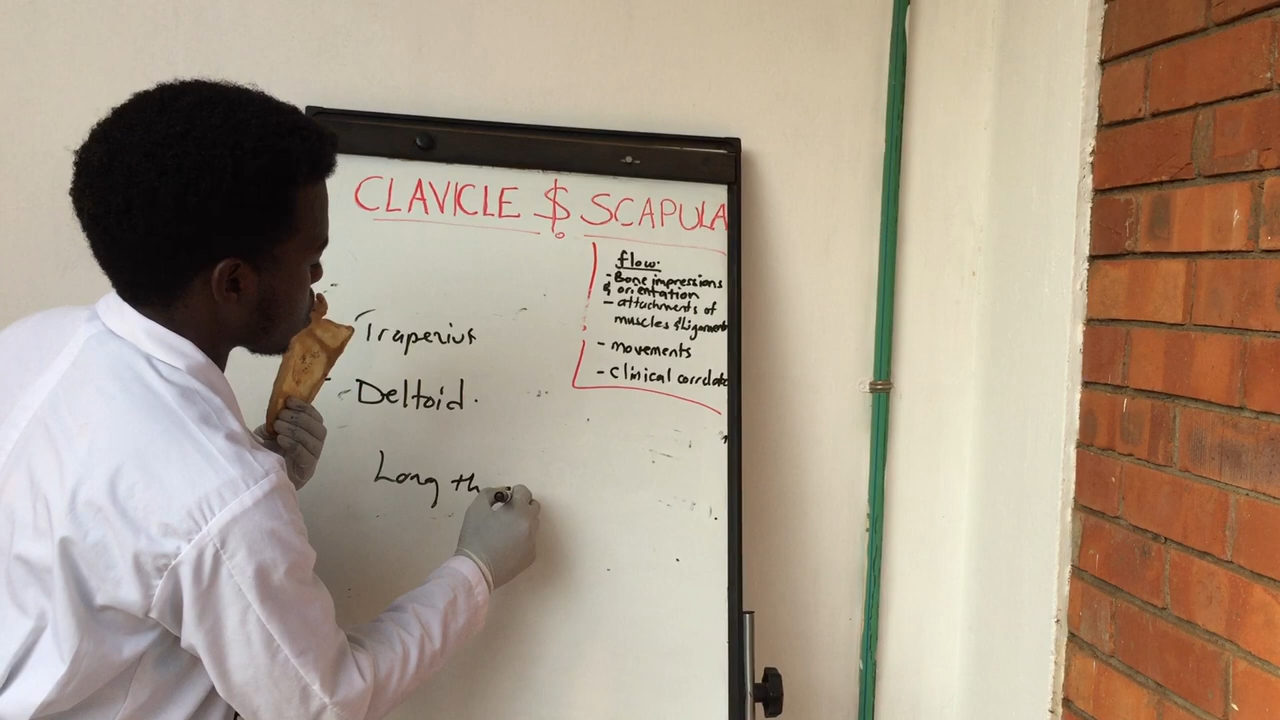 CLAVICLE $ SCAPULA
flow.
- Bone impressions
& orientation
- attachments of
muscles & ligaments
- movements
- Clinical correlate
Trapezius
- Deltoid.
Long th